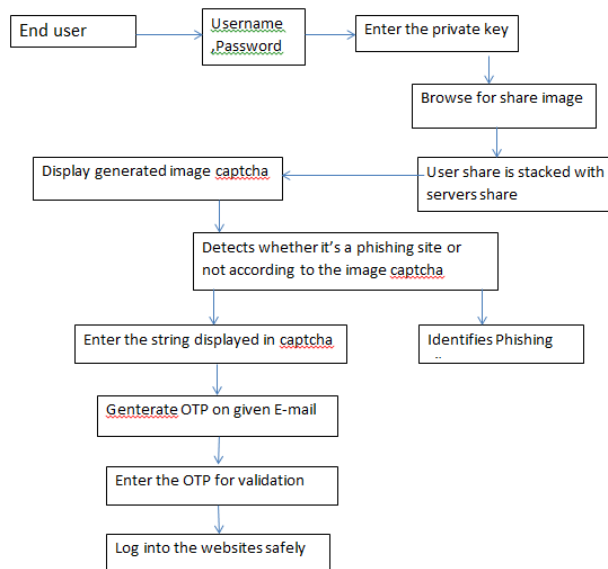 End user
Username
,Password
Enter the private key
Browse for share image
User share is stacked with
servers share
Display generated image captcha
Detects whether it's a phishing site or
not according to the image captcha
Enter the string displayed in captcha
Identifies Phishing
Genterate OTP on given E-mail
Enter the OTP for validation
Log into the websites safely